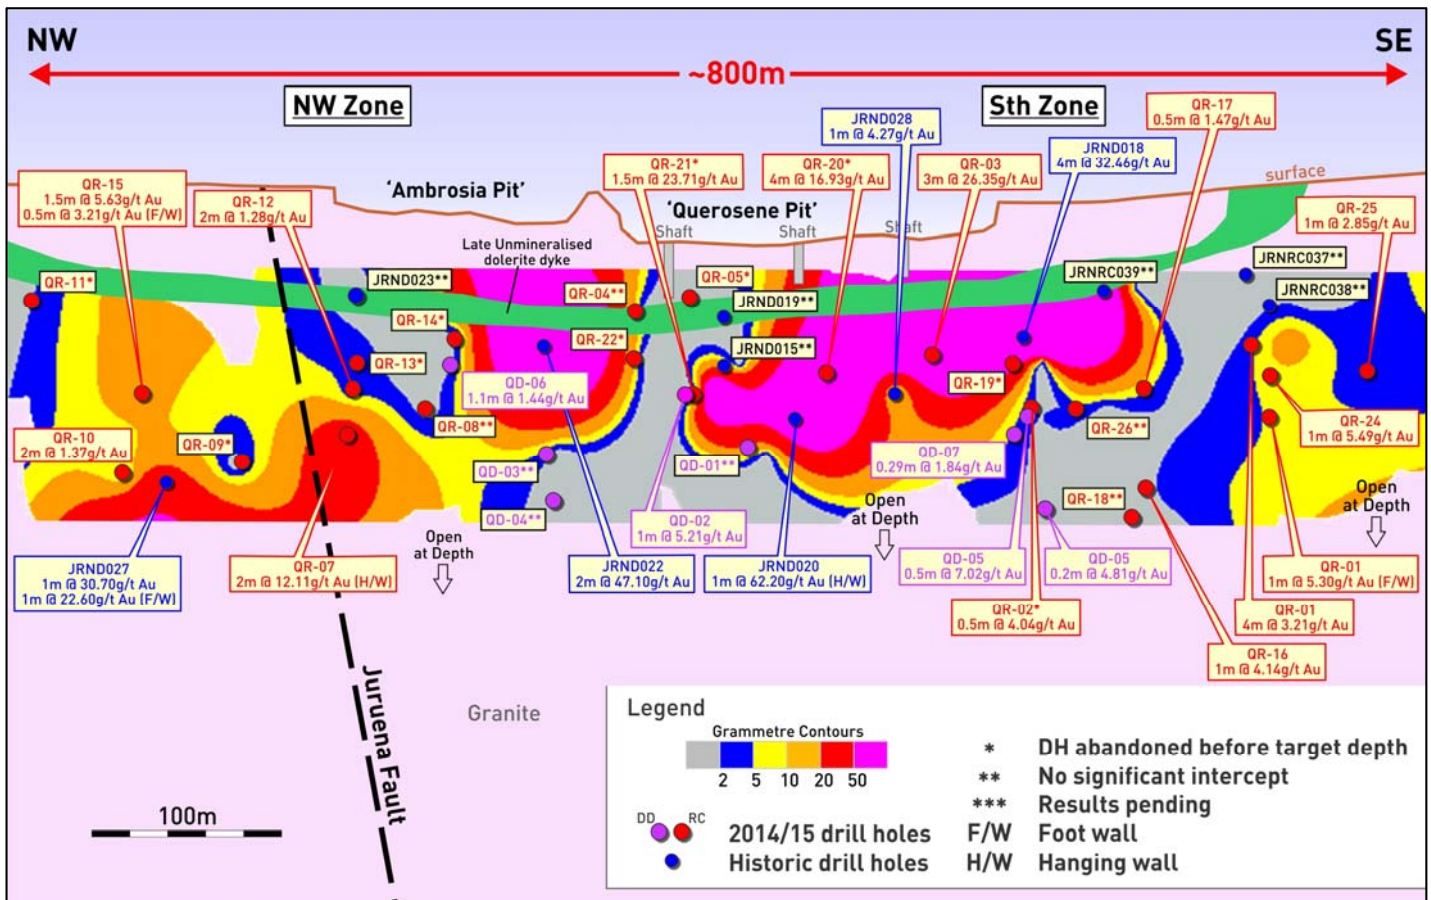 NW
SE
~800m
NW Zone
Sth Zone
QR-17
0.5m @ 1.47g/t Au
JRND028
1m @ 4.27g/t Au
JRND018
4m @ 32.46g/t Au
QR-21*
1.5m @ 23.71g/t Au
QR-20*
4m @ 16.93g/t Au
QR-03
3m @ 26.35g/t Au
surface
QR-15
1.5m @ 5.63g/t Au
0.5m @ 3.21g/t Au (F/W)
QR-12
2m @ 1.28g/t Au
'Ambrosia Pit'
'Querosene Pit'
QR-25
1m @ 2.85g/t Au
Shaft
Shaft
Shaft
Late Unmineralised
dolerite dyke
QR-11*
JRND023**
QR-04**
QR-05*
JRND019**
JRNRC039**
JRNRC037**
JRNRC038**
QR-14*
QR-22*
JRND015**
QR-13*
QD-06
1.1m @ 1.44g/t Au
QR-19*
QR-08**
QR-26**
QR-24
1m @ 5.49g/t Au
QR-10
2m @ 1.37g/t Au
QR-09*
QD-03**
QD-01**
QD-07
0.29m @ 1.84g/t Au
QD-04**
QR-18**
Open
at Depth
Open
at Depth
Open
at Depth
QD-02
1m @ 5.21g/t Au
JRND027
1m @ 30.70g/t Au
1m @ 22.60g/t Au (F/W)
QR-07
2m @ 12.11g/t Au (H/W)
JRND022
2m @ 47.10g/t Au
JRND020
1m @ 62.20g/t Au (H/W)
QD-05
0.5m @ 7.02g/t Au
QD-05
0.2m @ 4.81g/t Au
QR-01
1m @ 5.30g/t Au (F/W)
QR-02*
0.5m @ 4.04g/t Au
QR-01
4m @ 3.21g/t Au
QR-16
1m @ 4.14g/t Au
Juruena Fault
Granite
100m
Legend
Grammetre Contours
2 5 10 20 50
DD RC
2014/15 drill holes
Historic drill holes
* DH abandoned before target depth
** No significant intercept
*** Results pending
F/W Foot wall
H/W Hanging wall